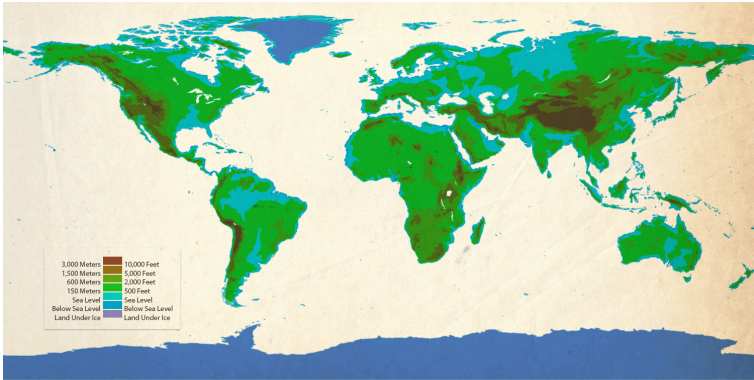 3,000 Meters 10,000 Feet
1,500 Meters 5,000 Feet
600 Meters 2,000 Feet
150 Meters 500 Feet
Sea Level Sea Level
Below Sea Level Below Sea Level
Land Under Ice Land Under Ice